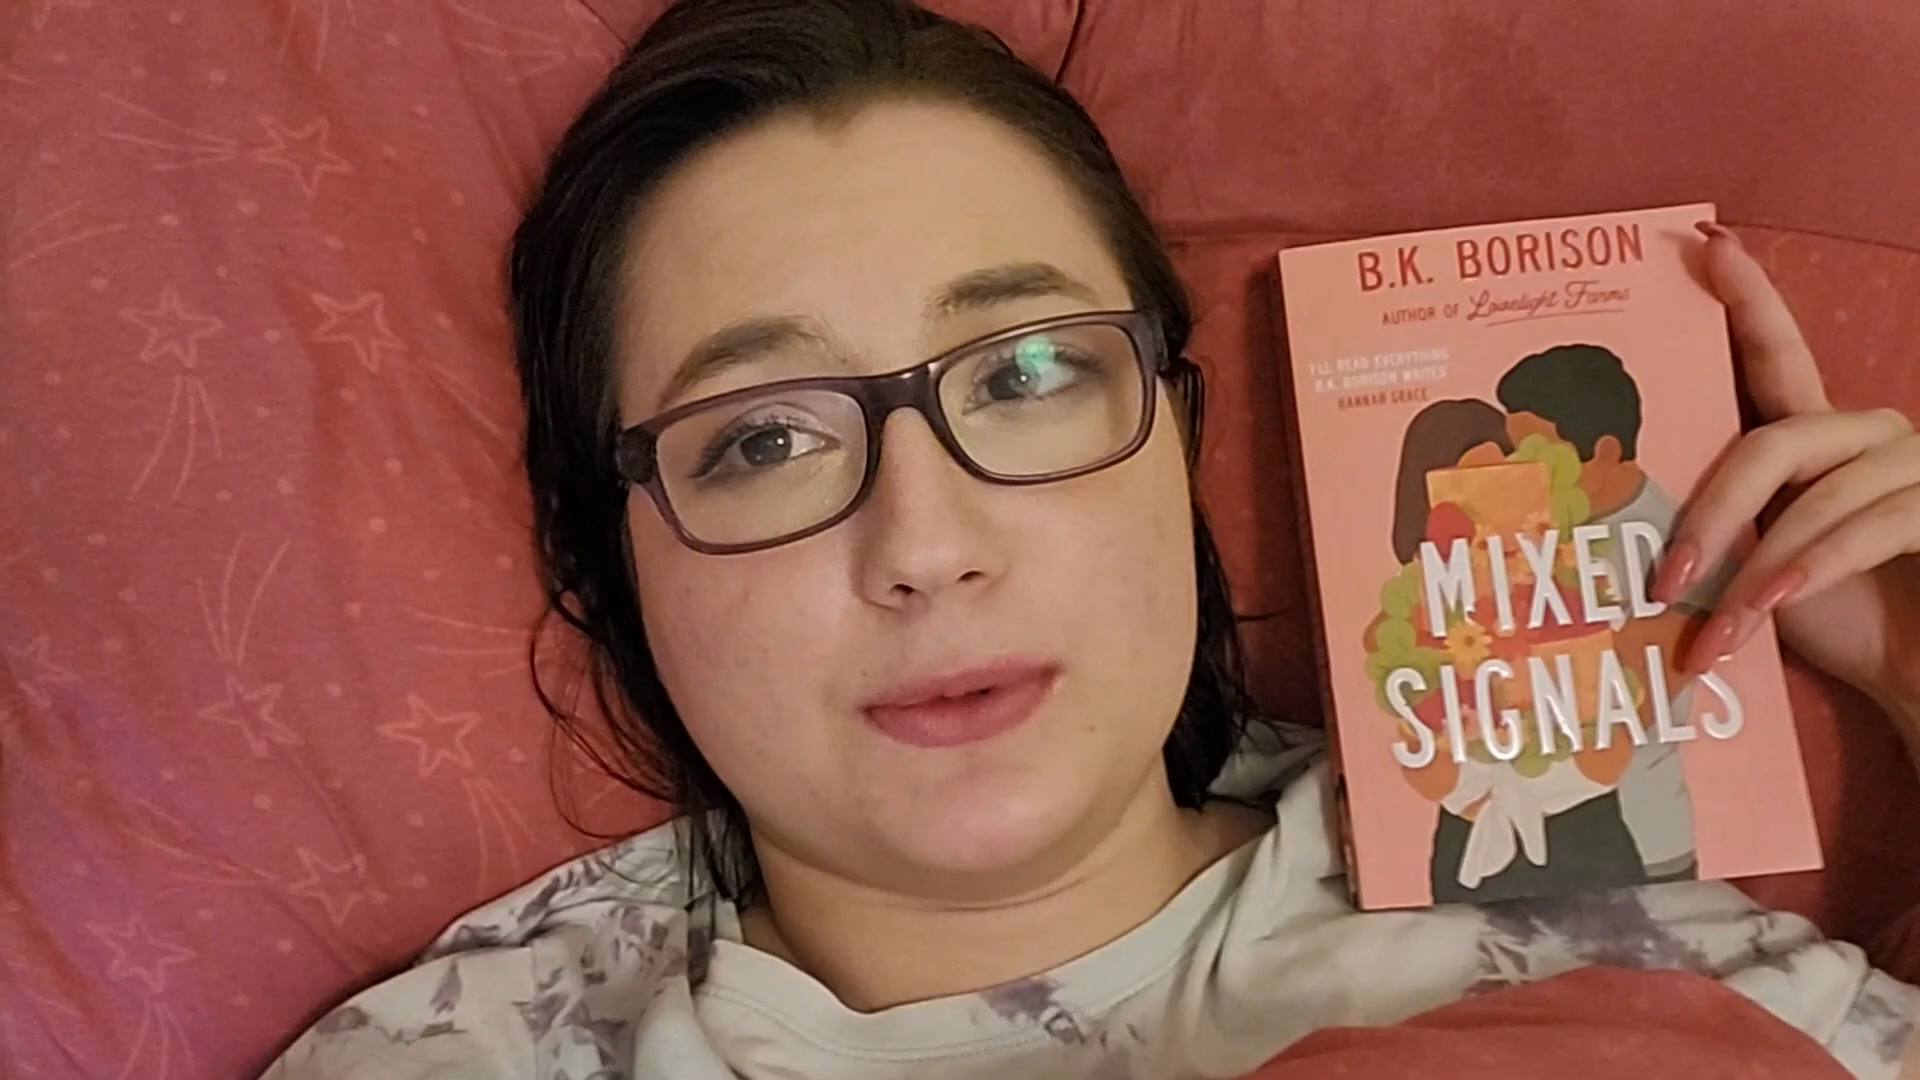 B.K. BORISON
AUTHOR OF Lovelight Farms
'I'LL READ EVERYTHING
B.K. BORISON WRITES'
HANNAH GRACE
MIXED
SIGNALS